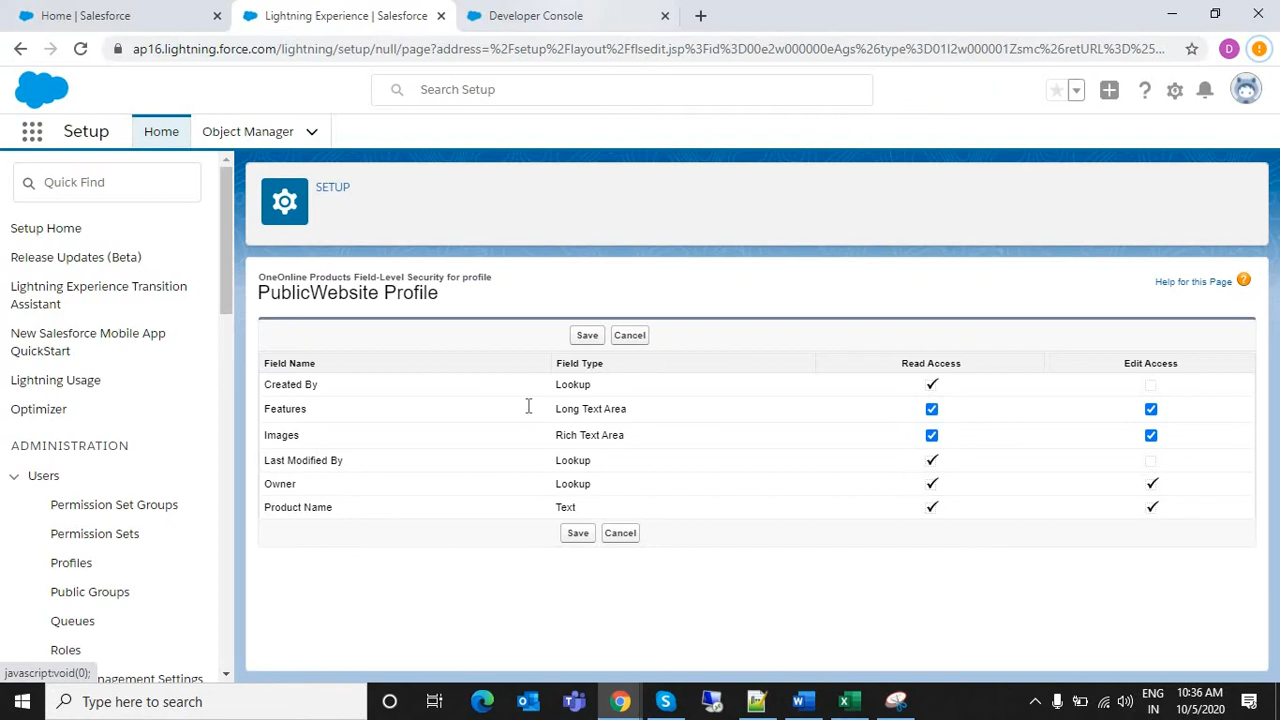 Home | Salesforce
Lightning Experience | Salesforce
Developer Console
ap16.lightning.force.com/lightning/setup/null/page?address=%2Fsetup%2Flayout%2Fflsedit.jsp%3Fid%3D00e2w000000eAgs%26type%3D01I2w000001Zsmc%26retURL%3D%25...
D
Search Setup
Setup
Home
Object Manager
Quick Find
SETUP
Setup Home
Release Updates (Beta)
Lightning Experience Transition
Assistant
New Salesforce Mobile App
QuickStart
Lightning Usage
Optimizer
ADMINISTRATION
Users
Permission Set Groups
Permission Sets
Profiles
Public Groups
Queues
Roles
javascript:void(0);
nagement Settings
OneOnline Products Field-Level Security for profile
PublicWebsite Profile
Help for this Page ?
Save Cancel
Field Name Field Type Read Access Edit Access
Created By Lookup
Features Long Text Area
Images Rich Text Area
Last Modified By Lookup
Owner Lookup
Product Name Text
Save Cancel
Type here to search
ENG
IN
10:36 AM
10/5/2020